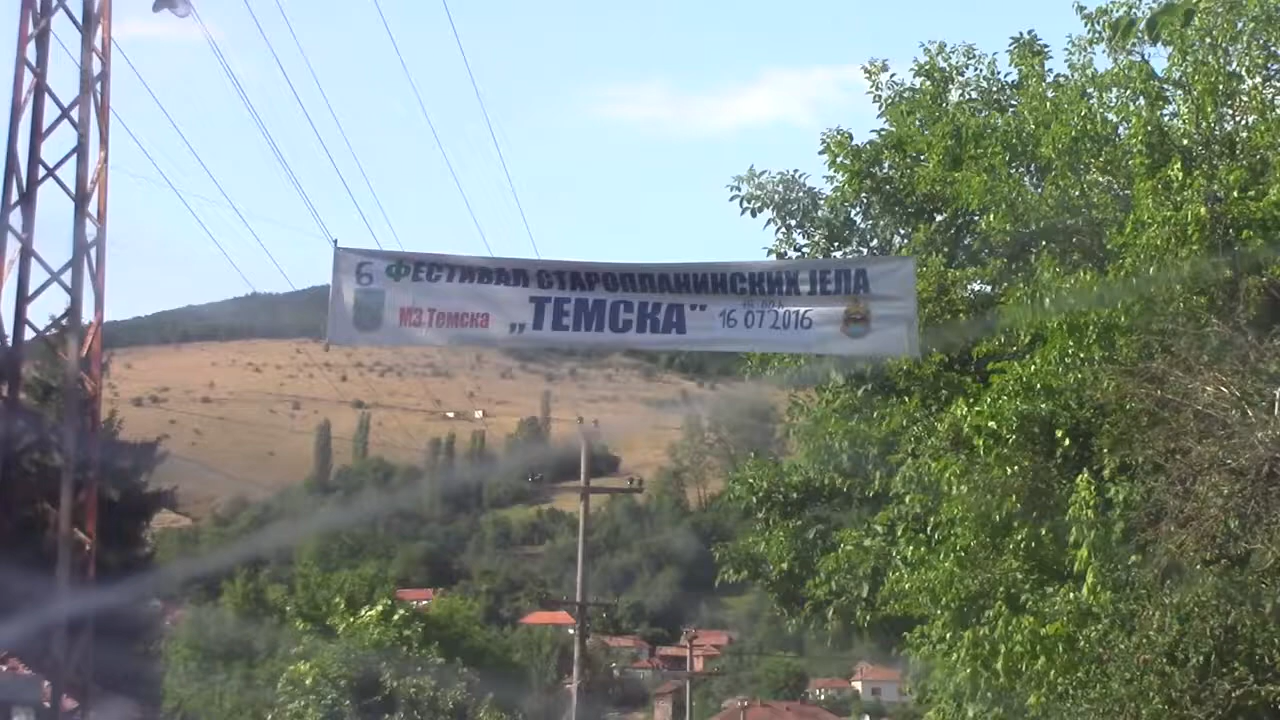 6 ФЕСТИВАЛ СТАРОПЛАНИНСКИХ ЈЕЛА
МЗ Темска „ТЕМСКА" 16 07 2016